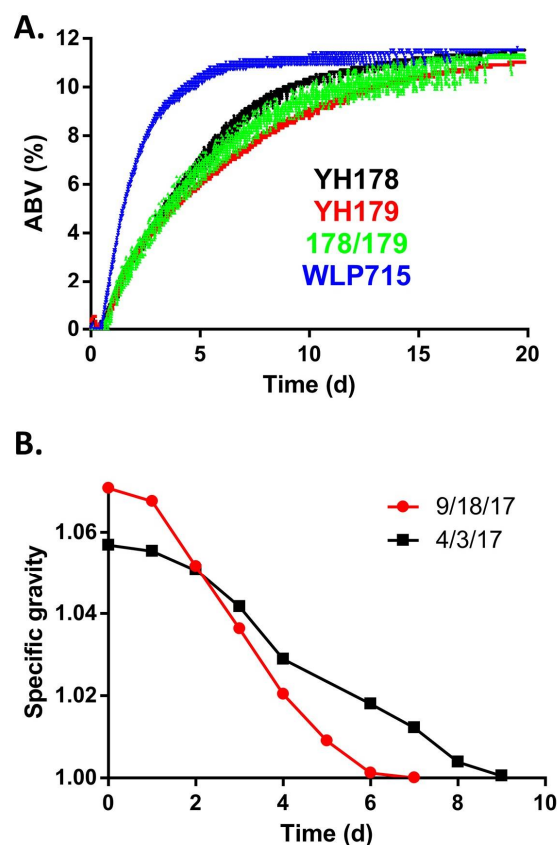 A.
12
10
8
6
4
2
0
ABV (%)
YH178
YH179
178/179
WLP715
0 5 10 15 20
Time (d)
B.
1.06
1.04
1.02
1.00
Specific gravity
9/18/17
4/3/17
0 2 4 6 8 10
Time (d)